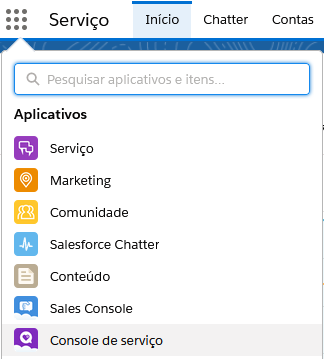 Serviço
Início
Chatter
Contas
Pesquisar aplicativos e itens...
Aplicativos
Serviço
Marketing
Comunidade
Salesforce Chatter
Conteúdo
Sales Console
Console de serviço